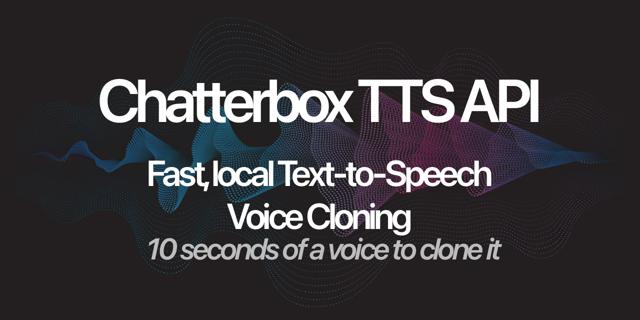 Chatterbox TTS API
Fast, local Text-to-Speech
Voice Cloning
10 seconds of a voice to clone it